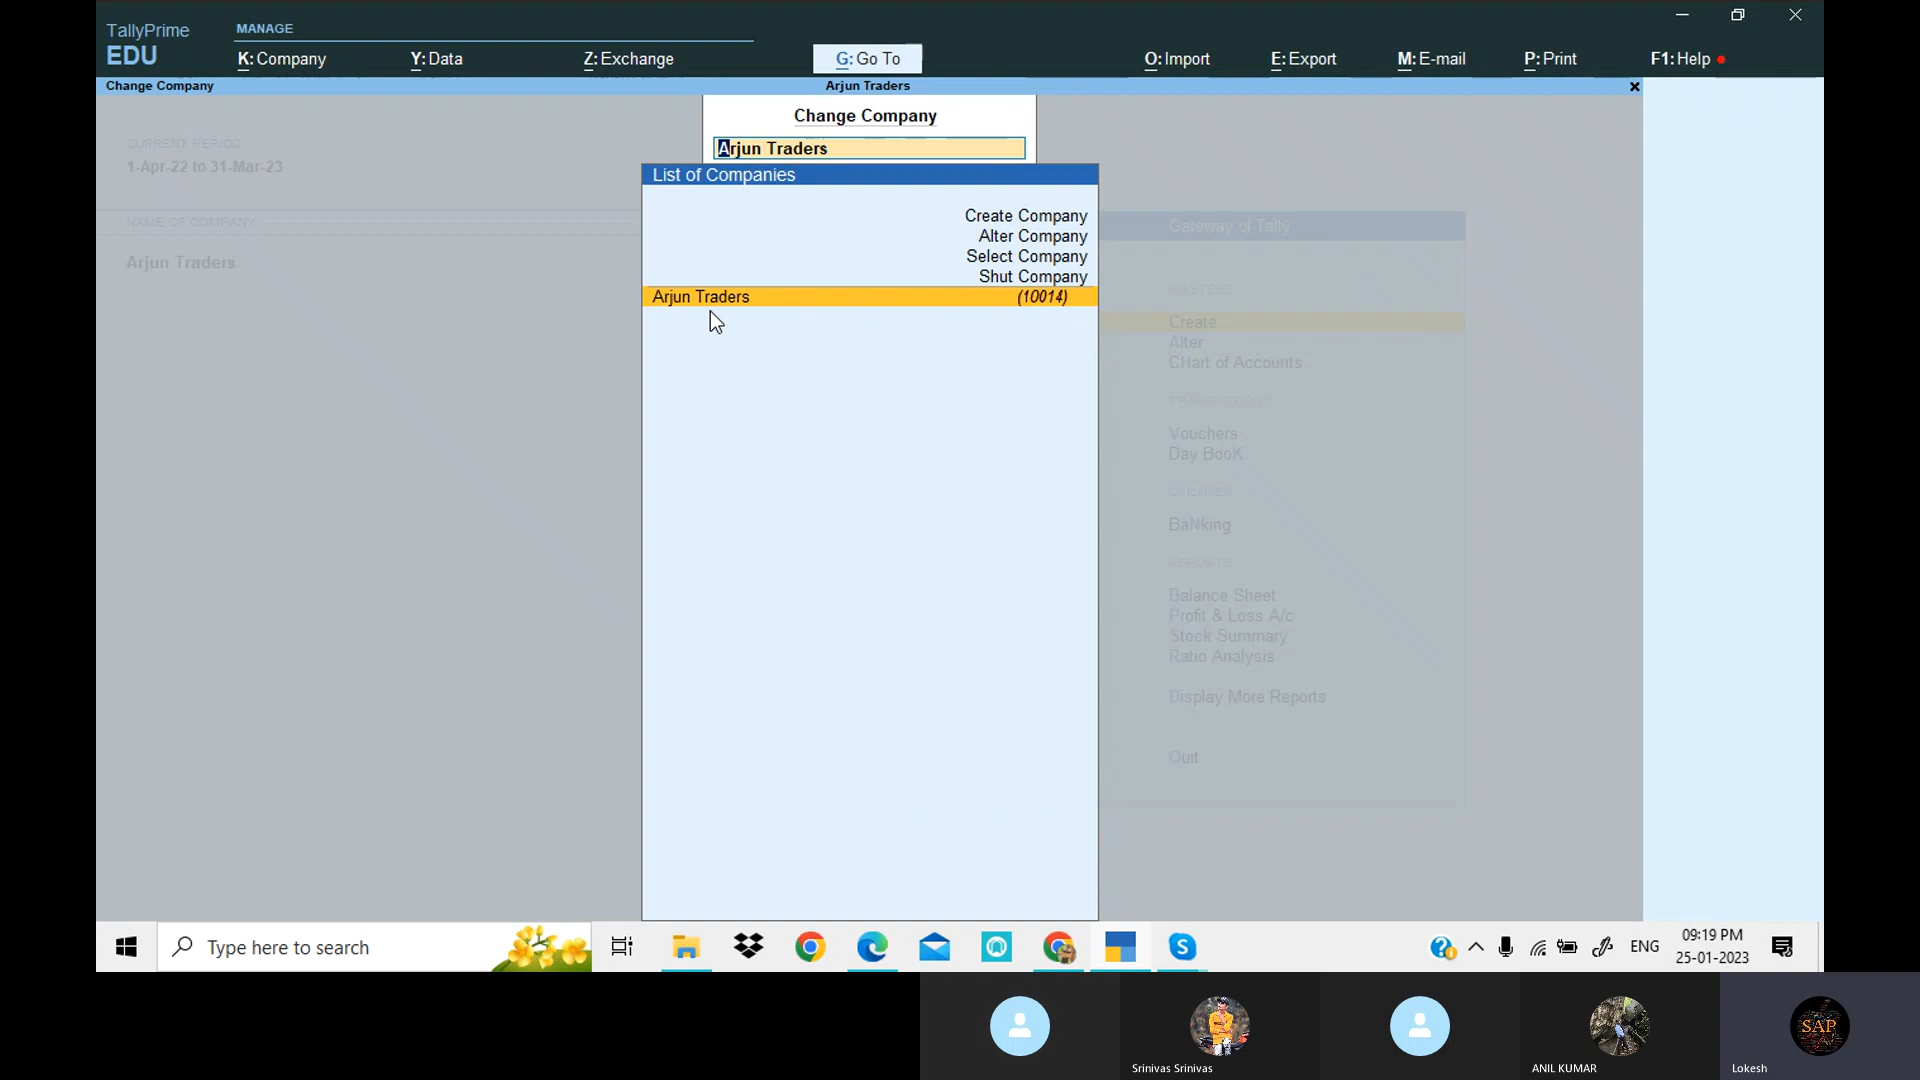 TallyPrime
EDU
MANAGE
K: Company
Y: Data
Z: Exchange
G: Go To
O: Import
E: Export
M: E-mail
P: Print
F1: Help
Change Company
Arjun Traders
Change Company
Arjun Traders
List of Companies
Create Company
Alter Company
Select Company
Shut Company
Arjun Traders (10014)
CURRENT PERIOD
1-Apr-22 to 31-Mar-23
NAME OF COMPANY
Arjun Traders
Gateway of Tally
MASTERS
Create
Alter
CHart of Accounts
TRANSACTIONS
Vouchers
Day BooK
UTILITIES
BaNking
REPORTS
Balance Sheet
Profit & Loss A/c
Stock Summary
Ratio Analysis
Display More Reports
Quit
Type here to search
ENG
09:19 PM
25-01-2023
Srinivas Srinivas
ANIL KUMAR
SAP
Lokesh